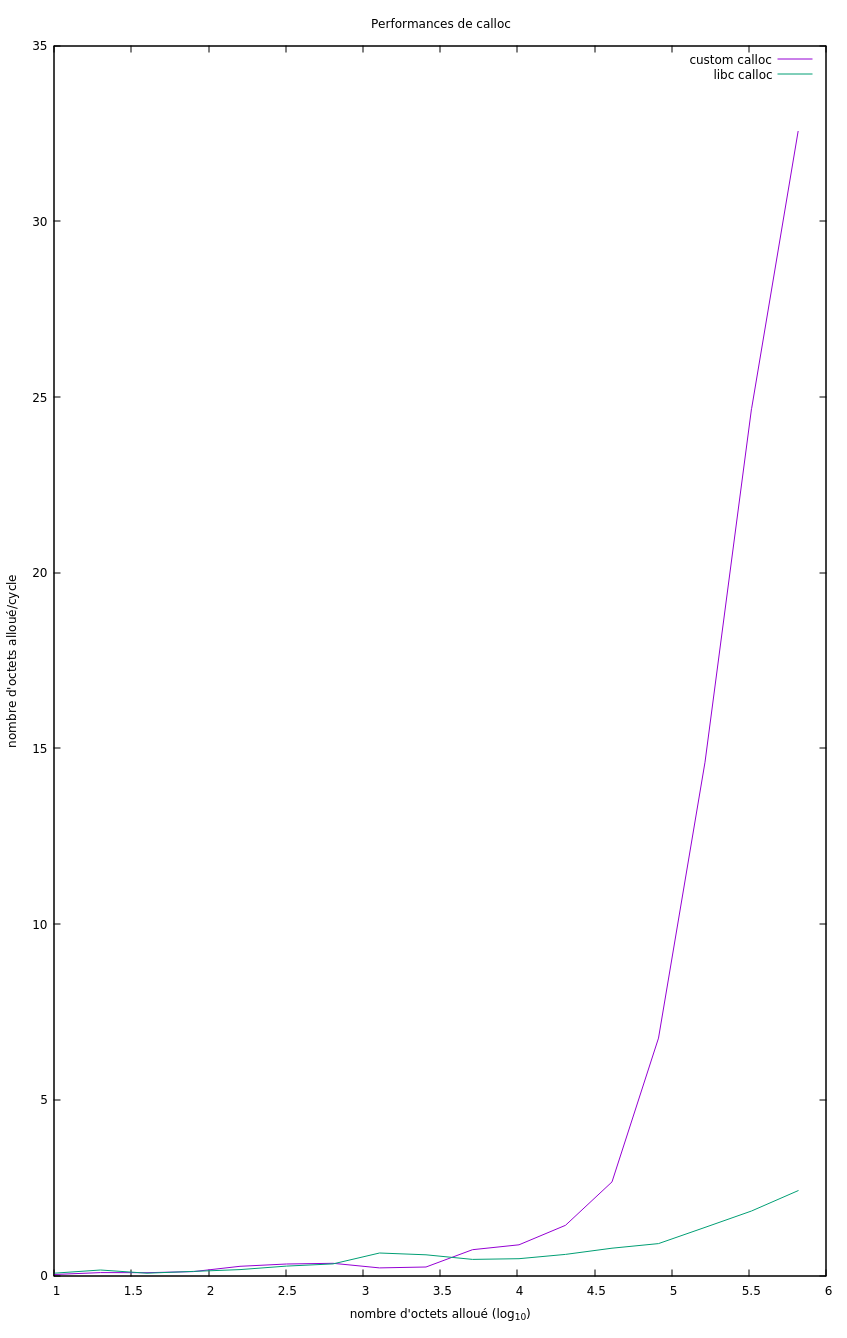 Performances de calloc
custom calloc
libc calloc
35
30
25
20
15
10
5
0
nombre d'octets alloué/cycle
1 1.5 2 2.5 3 3.5 4 4.5 5 5.5 6
nombre d'octets alloué (log10)